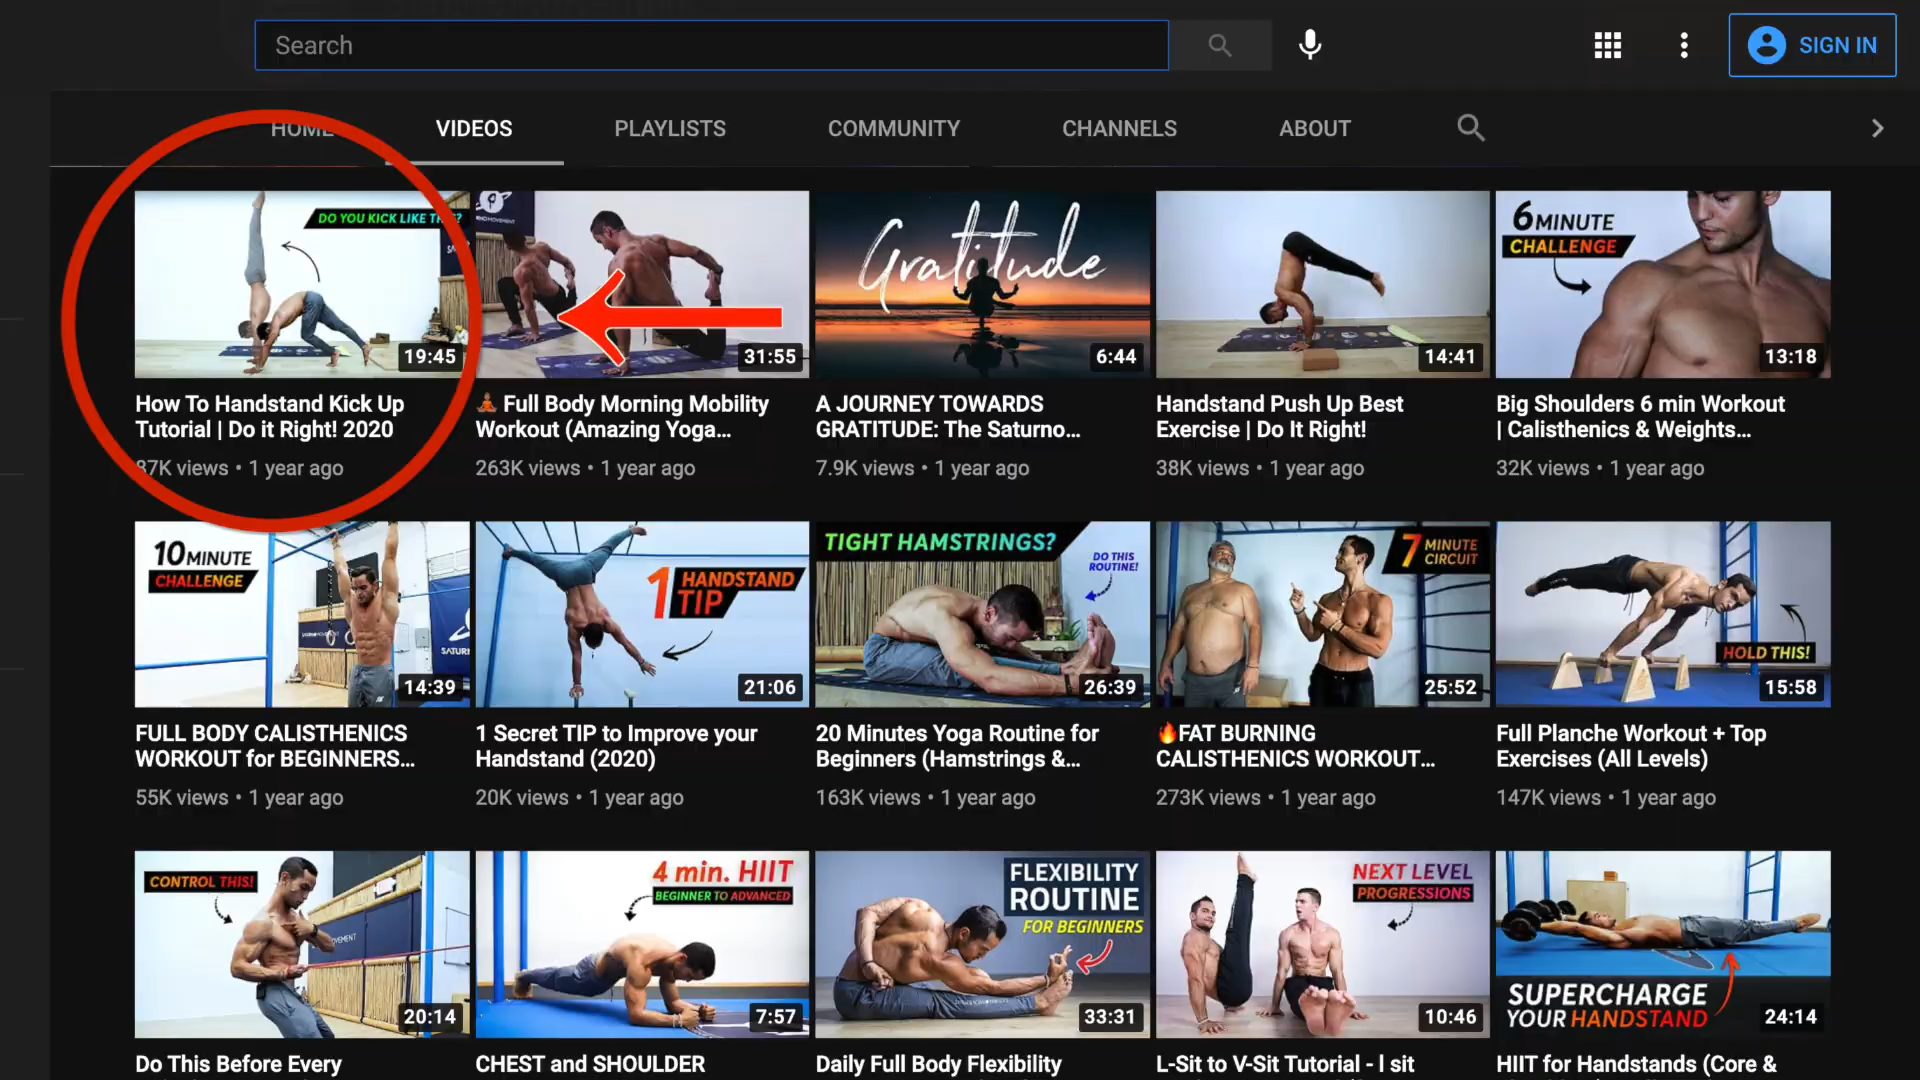 Search
SIGN IN
HOME
VIDEOS
PLAYLISTS
COMMUNITY
CHANNELS
ABOUT
DO YOU KICK LIKE
19:45
31:55
Gratitude
6:44
14:41
6 MINUTE
CHALLENGE
13:18
How To Handstand Kick Up
Tutorial | Do it Right! 2020
87K views • 1 year ago
Full Body Morning Mobility
Workout (Amazing Yoga...
263K views • 1 year ago
A JOURNEY TOWARDS
GRATITUDE: The Saturno...
7.9K views • 1 year ago
Handstand Push Up Best
Exercise | Do It Right!
38K views • 1 year ago
Big Shoulders 6 min Workout
| Calisthenics & Weights...
32K views • 1 year ago
10 MINUTE
CHALLENGE
14:39
1 HANDSTAND
TIP
21:06
TIGHT HAMSTRINGS?
DO THIS
ROUTINE!
26:39
7 MINUTE
CIRCUIT
25:52
HOLD THIS!
15:58
FULL BODY CALISTHENICS
WORKOUT for BEGINNERS...
55K views • 1 year ago
1 Secret TIP to Improve your
Handstand (2020)
20K views • 1 year ago
20 Minutes Yoga Routine for
Beginners (Hamstrings &...
163K views • 1 year ago
🔥FAT BURNING
CALISTHENICS WORKOUT...
273K views • 1 year ago
Full Planche Workout + Top
Exercises (All Levels)
147K views • 1 year ago
CONTROL THIS!
20:14
4 min. HIIT
BEGINNER TO ADVANCED
7:57
FLEXIBILITY
ROUTINE
FOR BEGINNERS
33:31
NEXT LEVEL
PROGRESSIONS
10:46
SUPERCHARGE
YOUR HANDSTAND
24:14
Do This Before Every
CHEST and SHOULDER
Daily Full Body Flexibility
L-Sit to V-Sit Tutorial - l sit
HIIT for Handstands (Core &